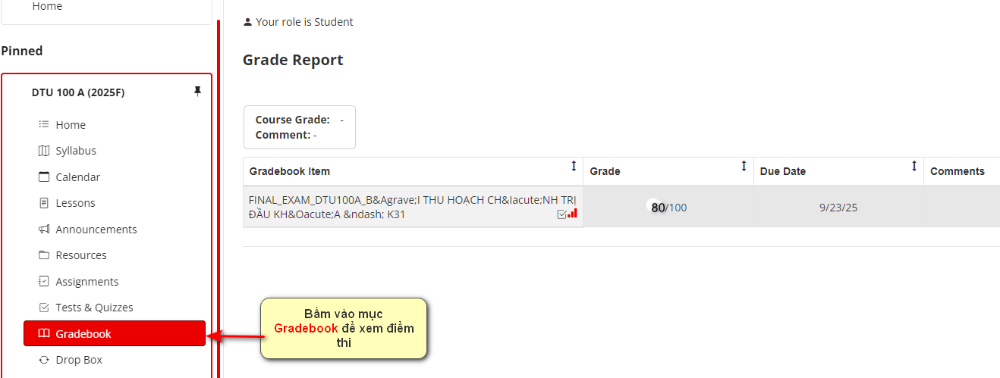 Home
Pinned
DTU 100 A (2025F)
Home
Syllabus
Calendar
Lessons
Announcements
Resources
Assignments
Tests & Quizzes
Gradebook
Drop Box
Your role is Student
Grade Report
Course Grade: -
Comment: -
Gradebook Item Grade Due Date Comments
FINAL_EXAM_DTU100A_B&Agrave;I THU HOẠCH CH&Iacute;NH TRỊ
ĐẦU KH&Oacute;A &ndash; K31
80/100
9/23/25
Bấm vào mục
Gradebook để xem điểm
thi